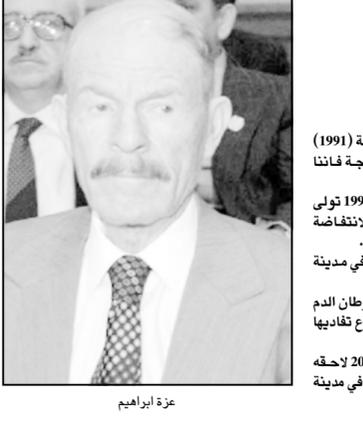 ة (1991)
جة فاننا
199 تولى
لانتفاضة
.
في مدينة
طان الدم
ع تفاديها
20 لاحقه
في مدينة
عزة ابراهيم